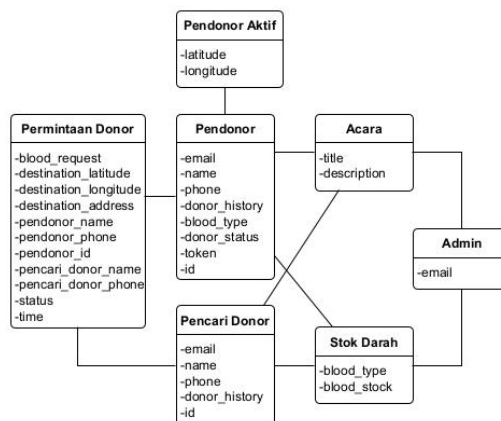 Pendonor Aktif
-latitude
-longitude
Permintaan Donor
-blood_request
-destination_latitude
-destination_longitude
-destination_address
-pendonor_name
-pendonor_phone
-pendonor_id
-pencari_donor_name
-pencari_donor_phone
-status
-time
Pendonor
-email
-name
-phone
-donor_history
-blood_type
-donor_status
-token
-id
Acara
-title
-description
Admin
-email
Pencari Donor
-email
-name
-phone
-donor_history
-id
Stok Darah
-blood_type
-blood_stock